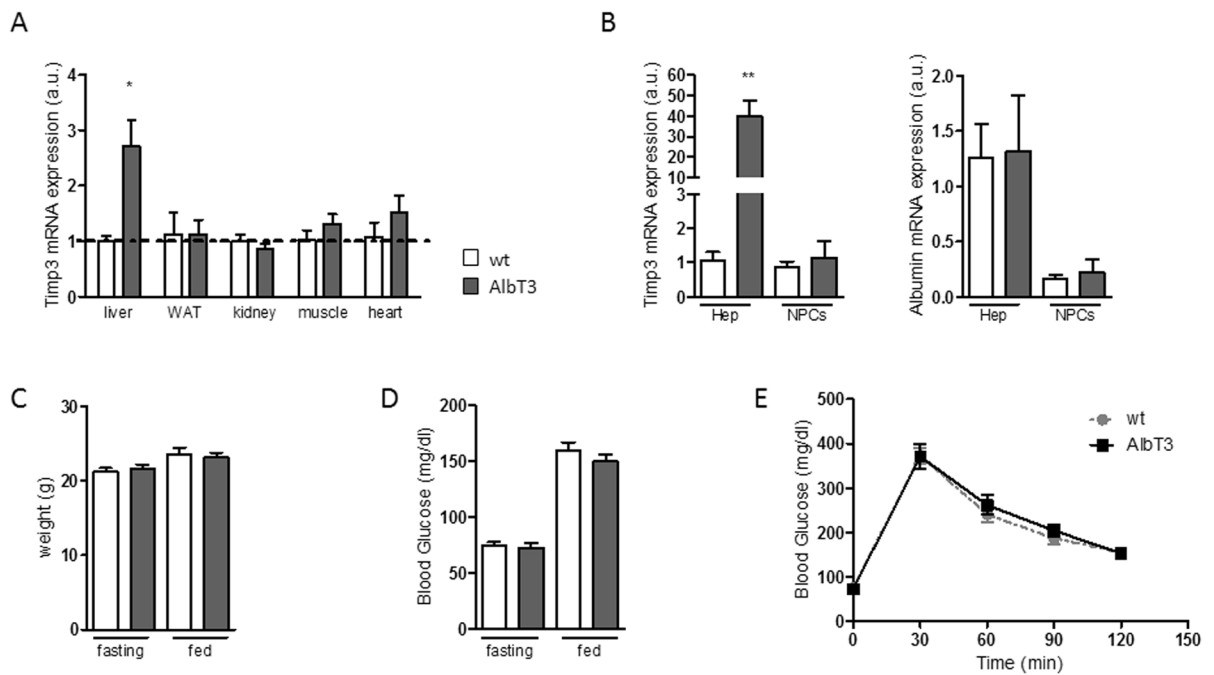 A
Timp3 mRNA expression (a.u.)
4
3
2
1
0
*
liver WAT kidney muscle heart
wt
AlbT3
B
Timp3 mRNA expression (a.u.)
60
50
40
30
20
10
3
2
1
0
**
Hep NPCs
Albumin mRNA expression (a.u.)
2.0
1.5
1.0
0.5
0.0
Hep NPCs
C
weight (g)
30
20
10
0
fasting fed
D
Blood Glucose (mg/dl)
200
150
100
50
0
fasting fed
E
Blood Glucose (mg/dl)
500
400
300
200
100
0
wt
AlbT3
0 30 60 90 120 150
Time (min)